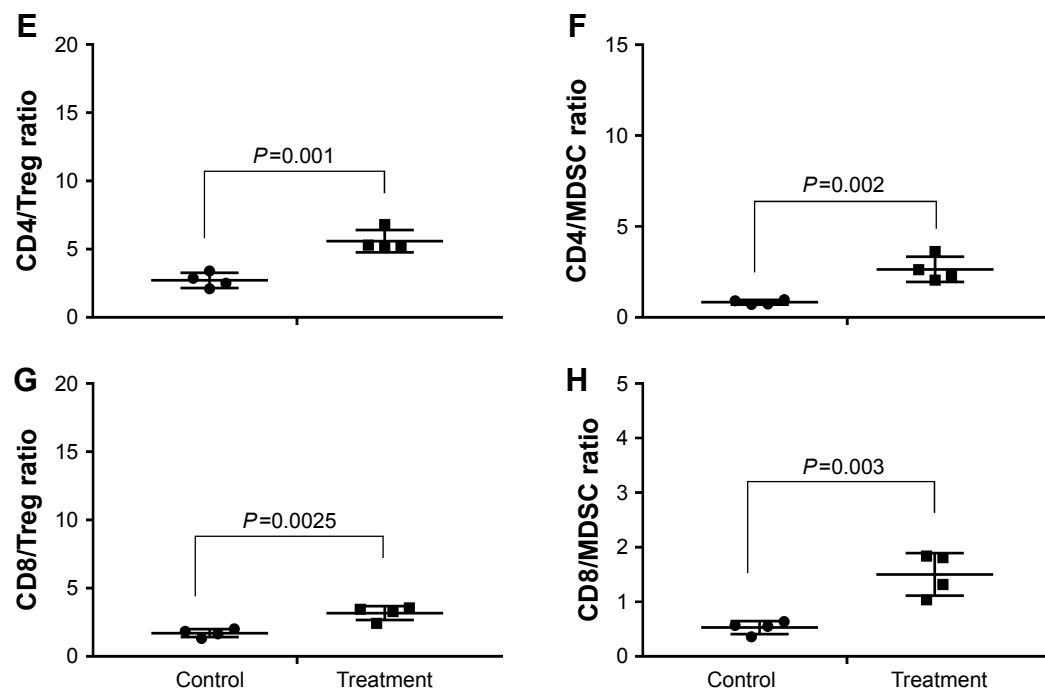 E
CD4/Treg ratio
20
15
10
5
0
P=0.001
F
CD4/MDSC ratio
15
10
5
0
P=0.002
G
CD8/Treg ratio
20
15
10
5
0
P=0.0025
Control
Treatment
H
CD8/MDSC ratio
5
4
3
2
1
0
P=0.003
Control
Treatment